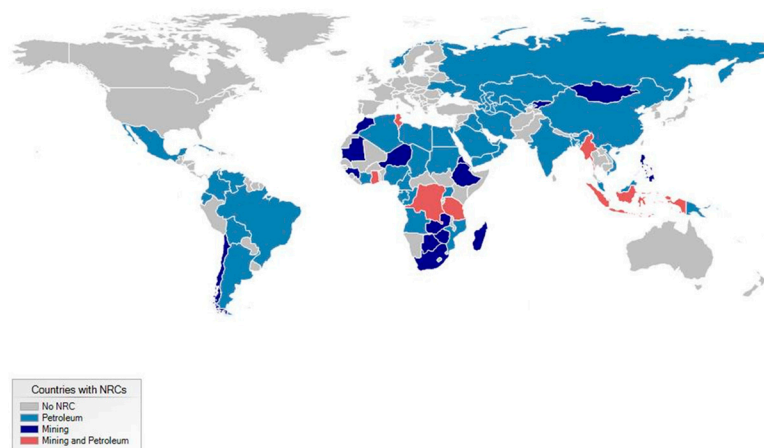 Countries with NRCs
No NRC
Petroleum
Mining
Mining and Petroleum